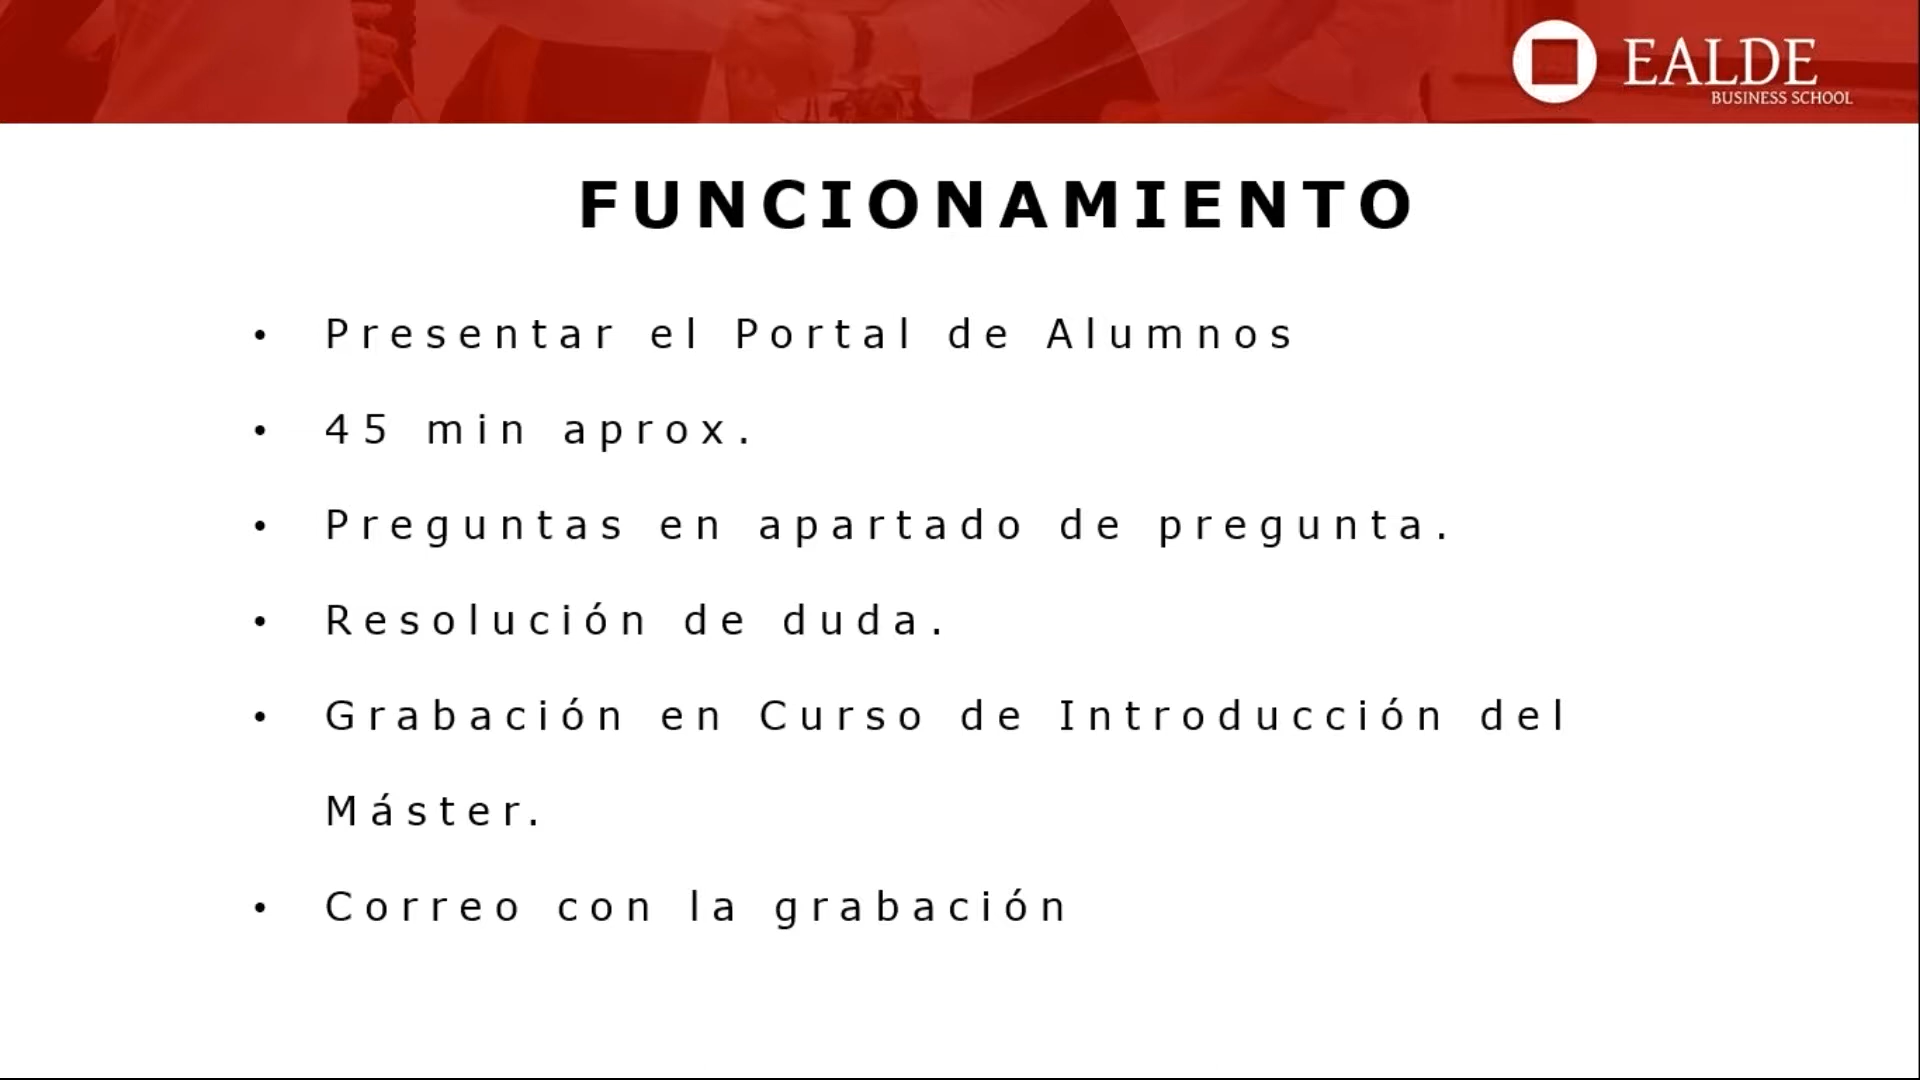 EALDE
BUSINESS SCHOOL
FUNCIONAMIENTO
• Presentar el Portal de Alumnos
• 45 min aprox.
• Preguntas en apartado de pregunta.
• Resolución de duda.
• Grabación en Curso de Introducción del
Máster.
• Correo con la grabación